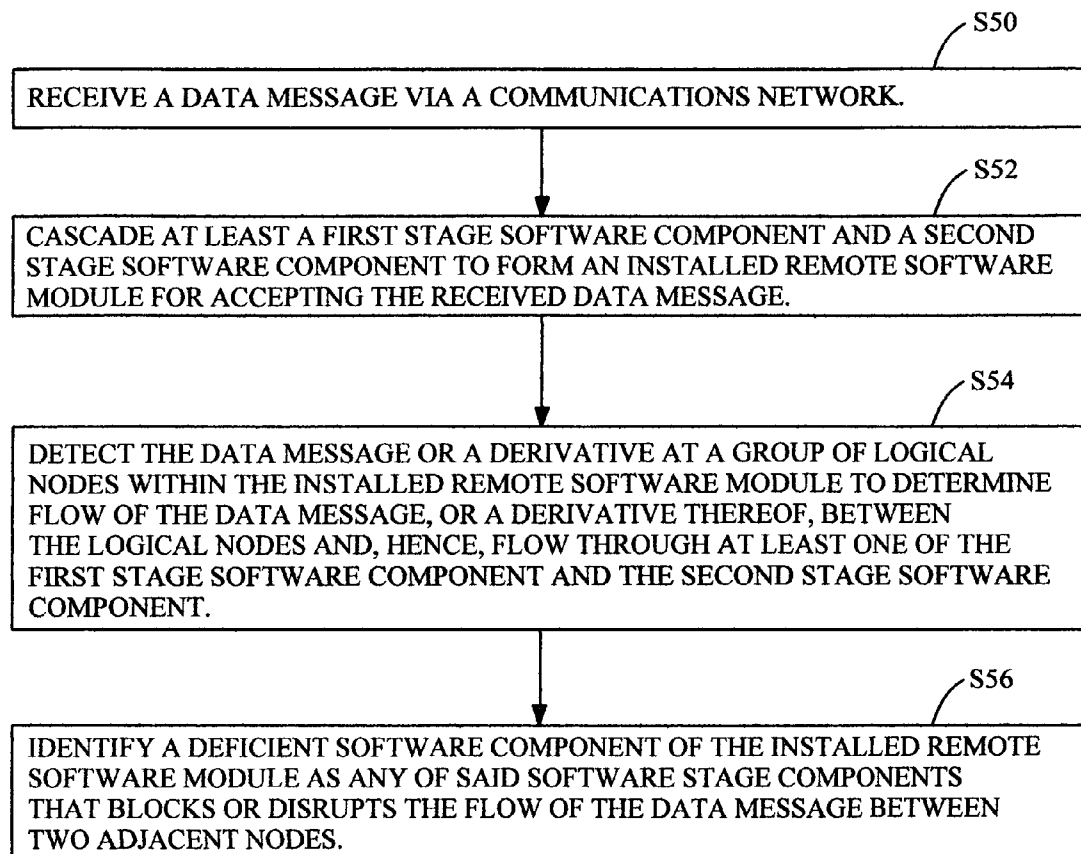 S50
RECEIVE A DATA MESSAGE VIA A COMMUNICATIONS NETWORK.
S52
CASCADE AT LEAST A FIRST STAGE SOFTWARE COMPONENT AND A SECOND
STAGE SOFTWARE COMPONENT TO FORM AN INSTALLED REMOTE SOFTWARE
MODULE FOR ACCEPTING THE RECEIVED DATA MESSAGE.
S54
DETECT THE DATA MESSAGE OR A DERIVATIVE AT A GROUP OF LOGICAL
NODES WITHIN THE INSTALLED REMOTE SOFTWARE MODULE TO DETERMINE
FLOW OF THE DATA MESSAGE, OR A DERIVATIVE THEREOF, BETWEEN
THE LOGICAL NODES AND, HENCE, FLOW THROUGH AT LEAST ONE OF THE
FIRST STAGE SOFTWARE COMPONENT AND THE SECOND STAGE SOFTWARE
COMPONENT.
S56
IDENTIFY A DEFICIENT SOFTWARE COMPONENT OF THE INSTALLED REMOTE
SOFTWARE MODULE AS ANY OF SAID SOFTWARE STAGE COMPONENTS
THAT BLOCKS OR DISRUPTS THE FLOW OF THE DATA MESSAGE BETWEEN
TWO ADJACENT NODES.